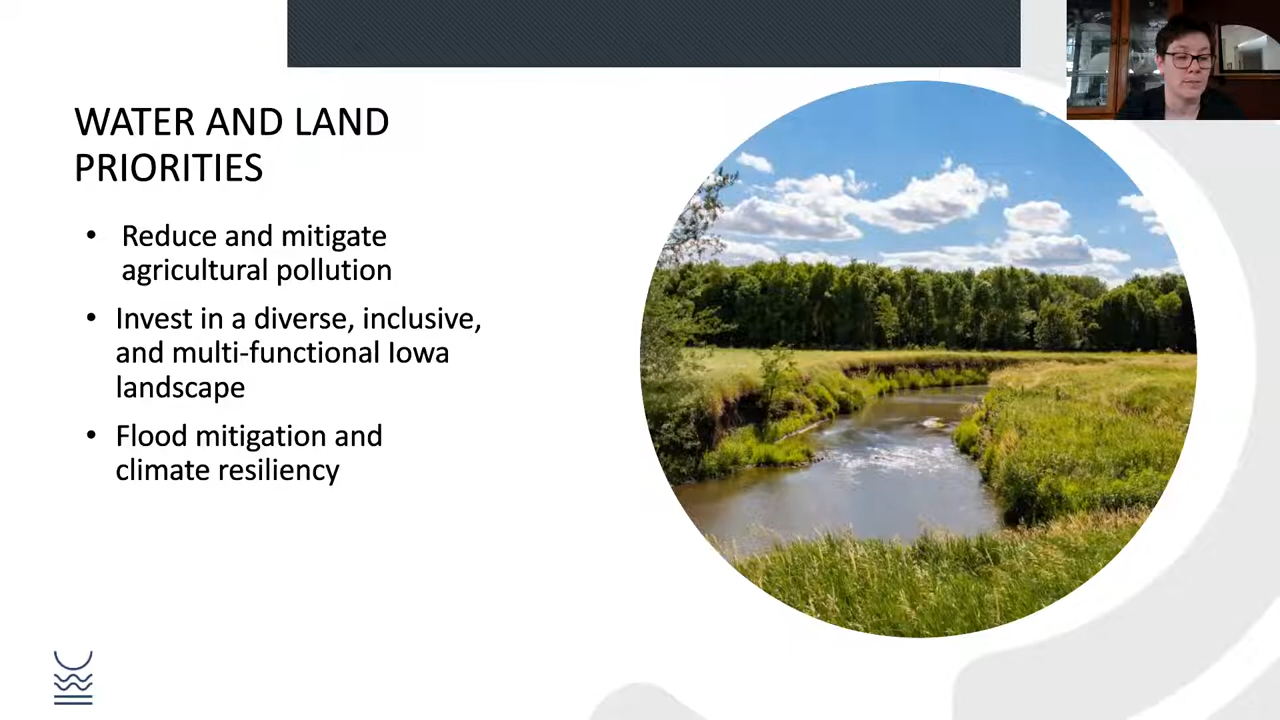 WATER AND LAND
PRIORITIES
• Reduce and mitigate
agricultural pollution
• Invest in a diverse, inclusive,
and multi-functional Iowa
landscape
• Flood mitigation and
climate resiliency